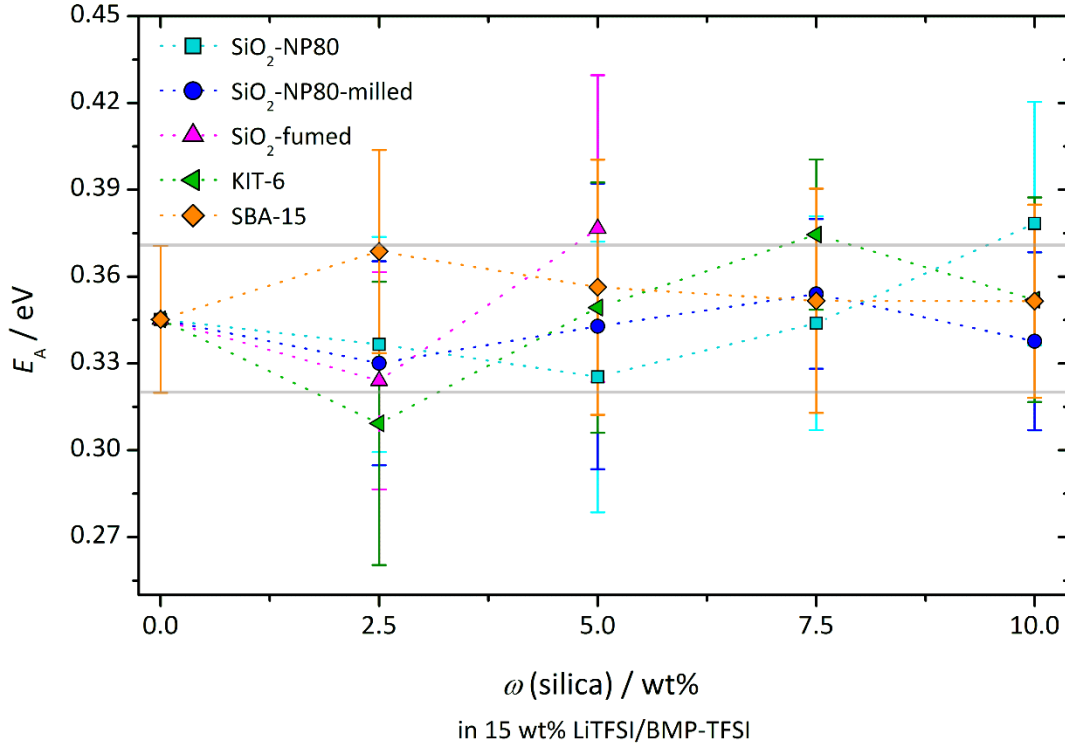 0.45
0.42
0.39
0.36
0.33
0.30
0.27
E_A / eV
SiO₂-NP80
SiO₂-NP80-milled
SiO₂-fumed
KIT-6
SBA-15
0.0 2.5 5.0 7.5 10.0
ω (silica) / wt%
in 15 wt% LiTFSI/BMP-TFSI